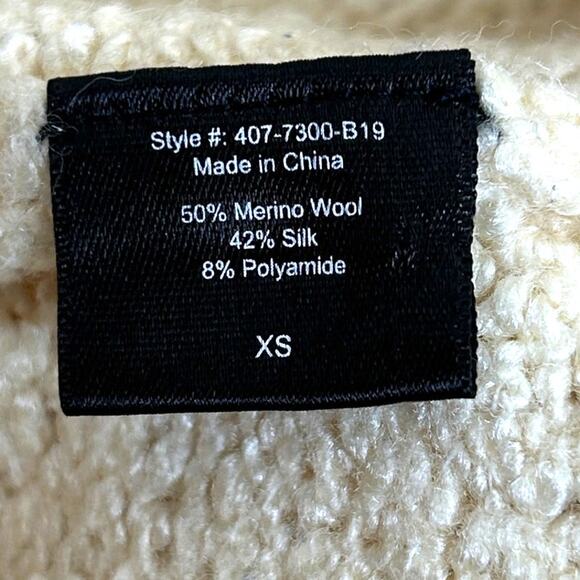 Style #: 407-7300-B19
Made in China
50% Merino Wool
42% Silk
8% Polyamide
XS